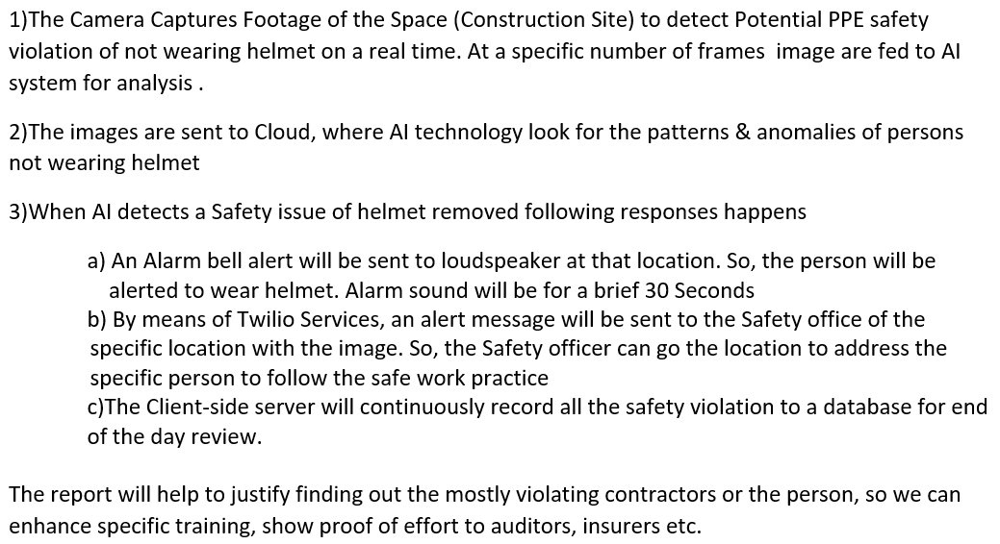 1)The Camera Captures Footage of the Space (Construction Site) to detect Potential PPE safety
violation of not wearing helmet on a real time. At a specific number of frames  image are fed to AI
system for analysis .
2)The images are sent to Cloud, where AI technology look for the patterns & anomalies of persons
not wearing helmet
3)When AI detects a Safety issue of helmet removed following responses happens
a) An Alarm bell alert will be sent to loudspeaker at that location. So, the person will be
alerted to wear helmet. Alarm sound will be for a brief 30 Seconds
b) By means of Twilio Services, an alert message will be sent to the Safety office of the
specific location with the image. So, the Safety officer can go the location to address the
specific person to follow the safe work practice
c)The Client-side server will continuously record all the safety violation to a database for end
of the day review.
The report will help to justify finding out the mostly violating contractors or the person, so we can
enhance specific training, show proof of effort to auditors, insurers etc.